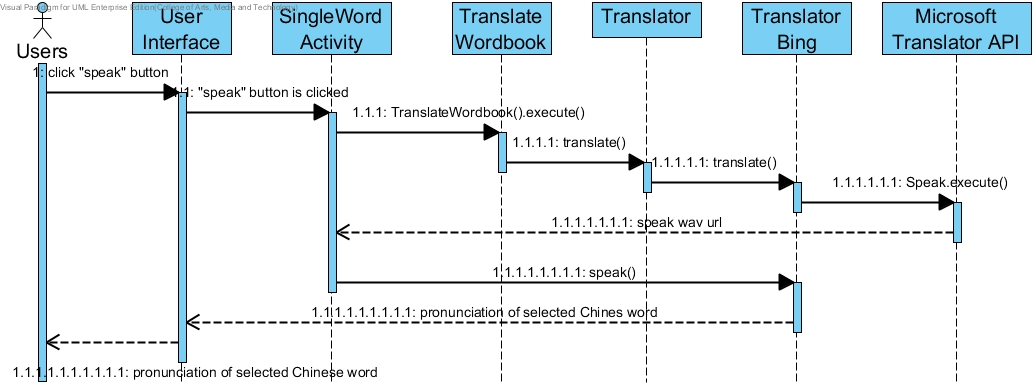 Visual Paradigm for UML Enterprise Edition(College of Arts, Media and Technology)
Users
User
Interface
SingleWord
Activity
Translate
Wordbook
Translator
Translator
Bing
Microsoft
Translator API
1: click "speak" button
1.1: "speak" button is clicked
1.1.1: TranslateWordbook().execute()
1.1.1.1: translate()
1.1.1.1.1: translate()
1.1.1.1.1.1: Speak.execute()
1.1.1.1.1.1.1: speak wav url
1.1.1.1.1.1.1.1: speak()
1.1.1.1.1.1.1.1.1: pronunciation of selected Chines word
1.1.1.1.1.1.1.1.1.1: pronunciation of selected Chinese word